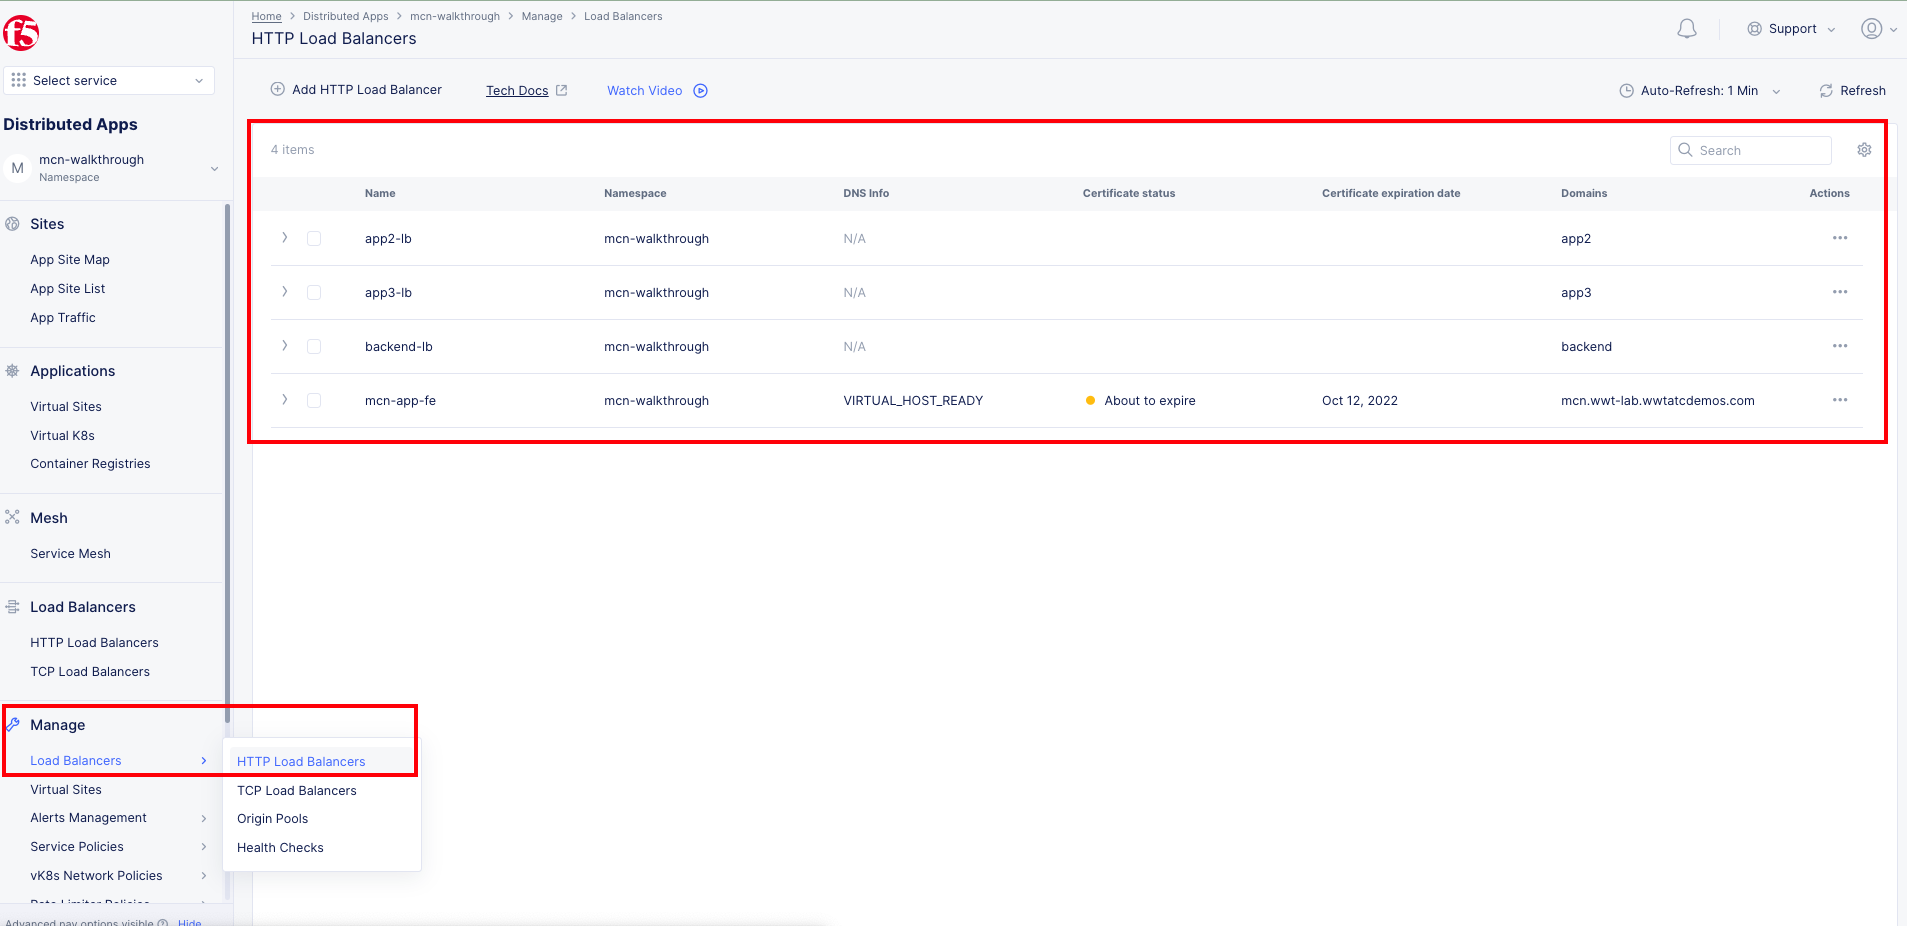 f5
Home > Distributed Apps > mcn-walkthrough > Manage > Load Balancers
HTTP Load Balancers
Support
Select service
Add HTTP Load Balancer
Tech Docs
Watch Video
Auto-Refresh: 1 Min
Refresh
Distributed Apps
M
mcn-walkthrough
Namespace
Sites
App Site Map
App Site List
App Traffic
Applications
Virtual Sites
Virtual K8s
Container Registries
Mesh
Service Mesh
Load Balancers
HTTP Load Balancers
TCP Load Balancers
Manage
Load Balancers
Virtual Sites
Alerts Management
Service Policies
vK8s Network Policies
Rate Limiter Policies
Advanced nav options visible ? Hide
HTTP Load Balancers
TCP Load Balancers
Origin Pools
Health Checks
4 items
Search
Name Namespace DNS Info Certificate status Certificate expiration date Domains Actions
app2-lb mcn-walkthrough N/A app2
app3-lb mcn-walkthrough N/A app3
backend-lb mcn-walkthrough N/A backend
mcn-app-fe mcn-walkthrough VIRTUAL_HOST_READY About to expire Oct 12, 2022 mcn.wwt-lab.wwtatcdemos.com